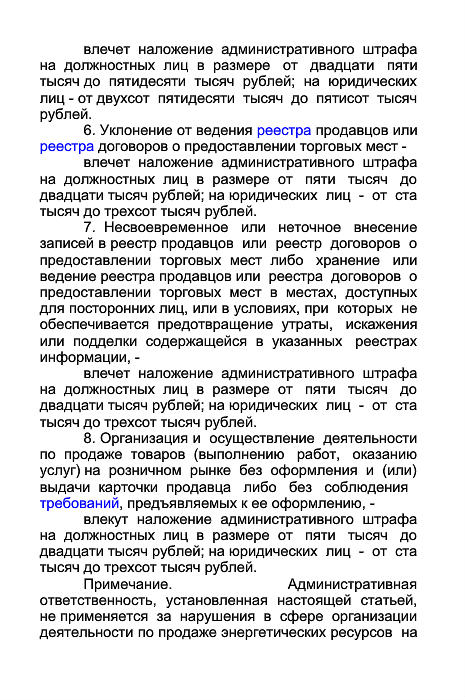 влечет наложение административного штрафа
на должностных лиц в размере от двадцати пяти
тысяч до пятидесяти тысяч рублей; на юридических
лиц - от двухсот пятидесяти тысяч до пятисот тысяч
рублей.
6. Уклонение от ведения реестра продавцов или
реестра договоров о предоставлении торговых мест -
влечет наложение административного штрафа
на должностных лиц в размере от пяти тысяч до
двадцати тысяч рублей; на юридических лиц - от ста
тысяч до трехсот тысяч рублей.
7. Несвоевременное или неточное внесение
записей в реестр продавцов или реестр договоров о
предоставлении торговых мест либо хранение или
ведение реестра продавцов или реестра договоров о
предоставлении торговых мест в местах, доступных
для посторонних лиц, или в условиях, при которых не
обеспечивается предотвращение утраты, искажения
или подделки содержащейся в указанных реестрах
информации, -
влечет наложение административного штрафа
на должностных лиц в размере от пяти тысяч до
двадцати тысяч рублей; на юридических лиц - от ста
тысяч до трехсот тысяч рублей.
8. Организация и осуществление деятельности
по продаже товаров (выполнению работ, оказанию
услуг) на розничном рынке без оформления и (или)
выдачи карточки продавца либо без соблюдения
требований, предъявляемых к ее оформлению, -
влекут наложение административного штрафа
на должностных лиц в размере от пяти тысяч до
двадцати тысяч рублей; на юридических лиц - от ста
тысяч до трехсот тысяч рублей.
Примечание. Административная
ответственность, установленная настоящей статьей,
не применяется за нарушения в сфере организации
деятельности по продаже энергетических ресурсов на